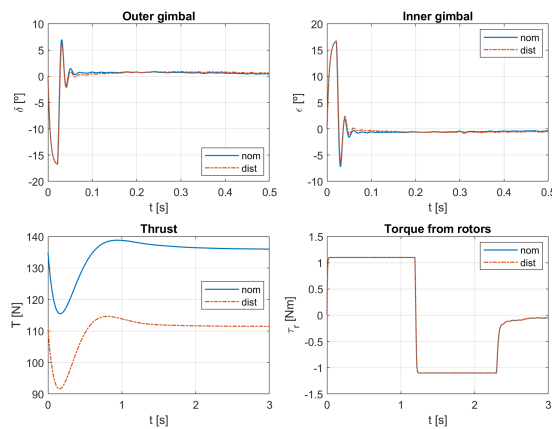 Outer gimbal
10
5
0
-5
-10
-15
-20
δ [º]
nom
dist
0
0.1
0.2
0.3
0.4
0.5
t [s]
Inner gimbal
20
15
10
5
0
-5
-10
ϵ [º]
nom
dist
0
0.1
0.2
0.3
0.4
0.5
t [s]
Thrust
140
130
120
110
100
90
T [N]
nom
dist
0
1
2
3
t [s]
Torque from rotors
1.5
1
0.5
0
-0.5
-1
-1.5
τr [Nm]
nom
dist
0
1
2
3
t [s]